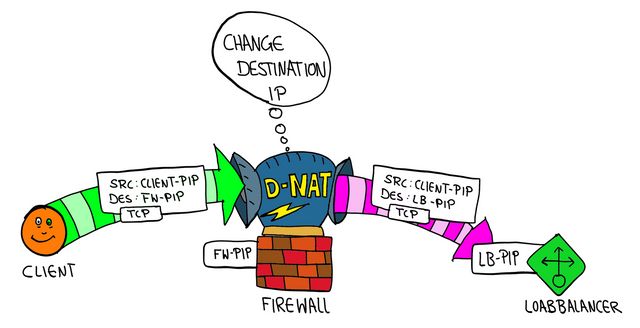 CHANGE
DESTINATION
IP
SRC:CLIENT-PIP
DES:FW-PIP
TCP
D-NAT
SRC:CLIENT-PIP
DES:LB-PIP
TCP
FW-PIP
LB-PIP
CLIENT
FIREWALL
LOABBALANCER